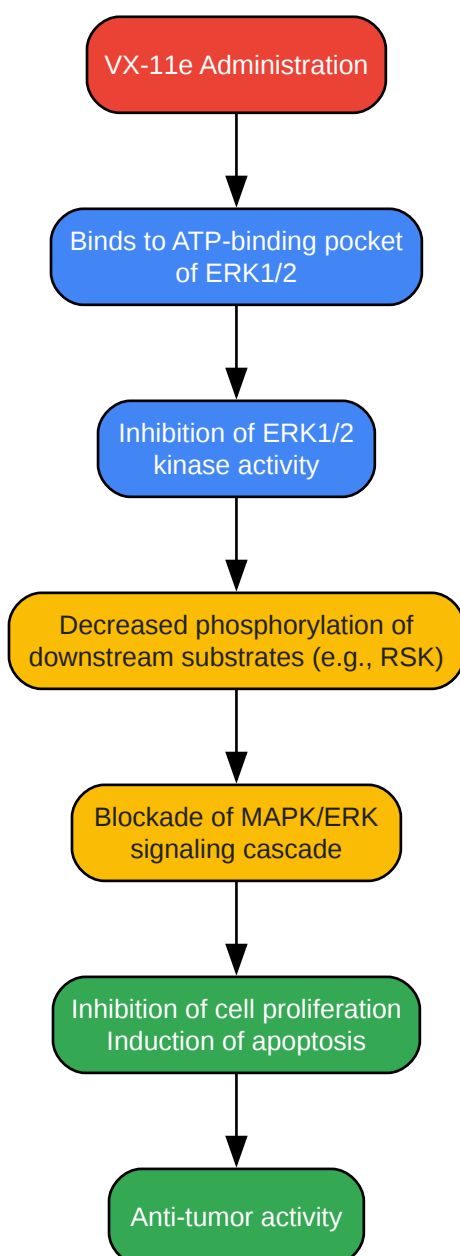 VX-11e Administration
Binds to ATP-binding pocket
of ERK1/2
Inhibition of ERK1/2
kinase activity
Decreased phosphorylation of
downstream substrates (e.g., RSK)
Blockade of MAPK/ERK
signaling cascade
Inhibition of cell proliferation
Induction of apoptosis
Anti-tumor activity